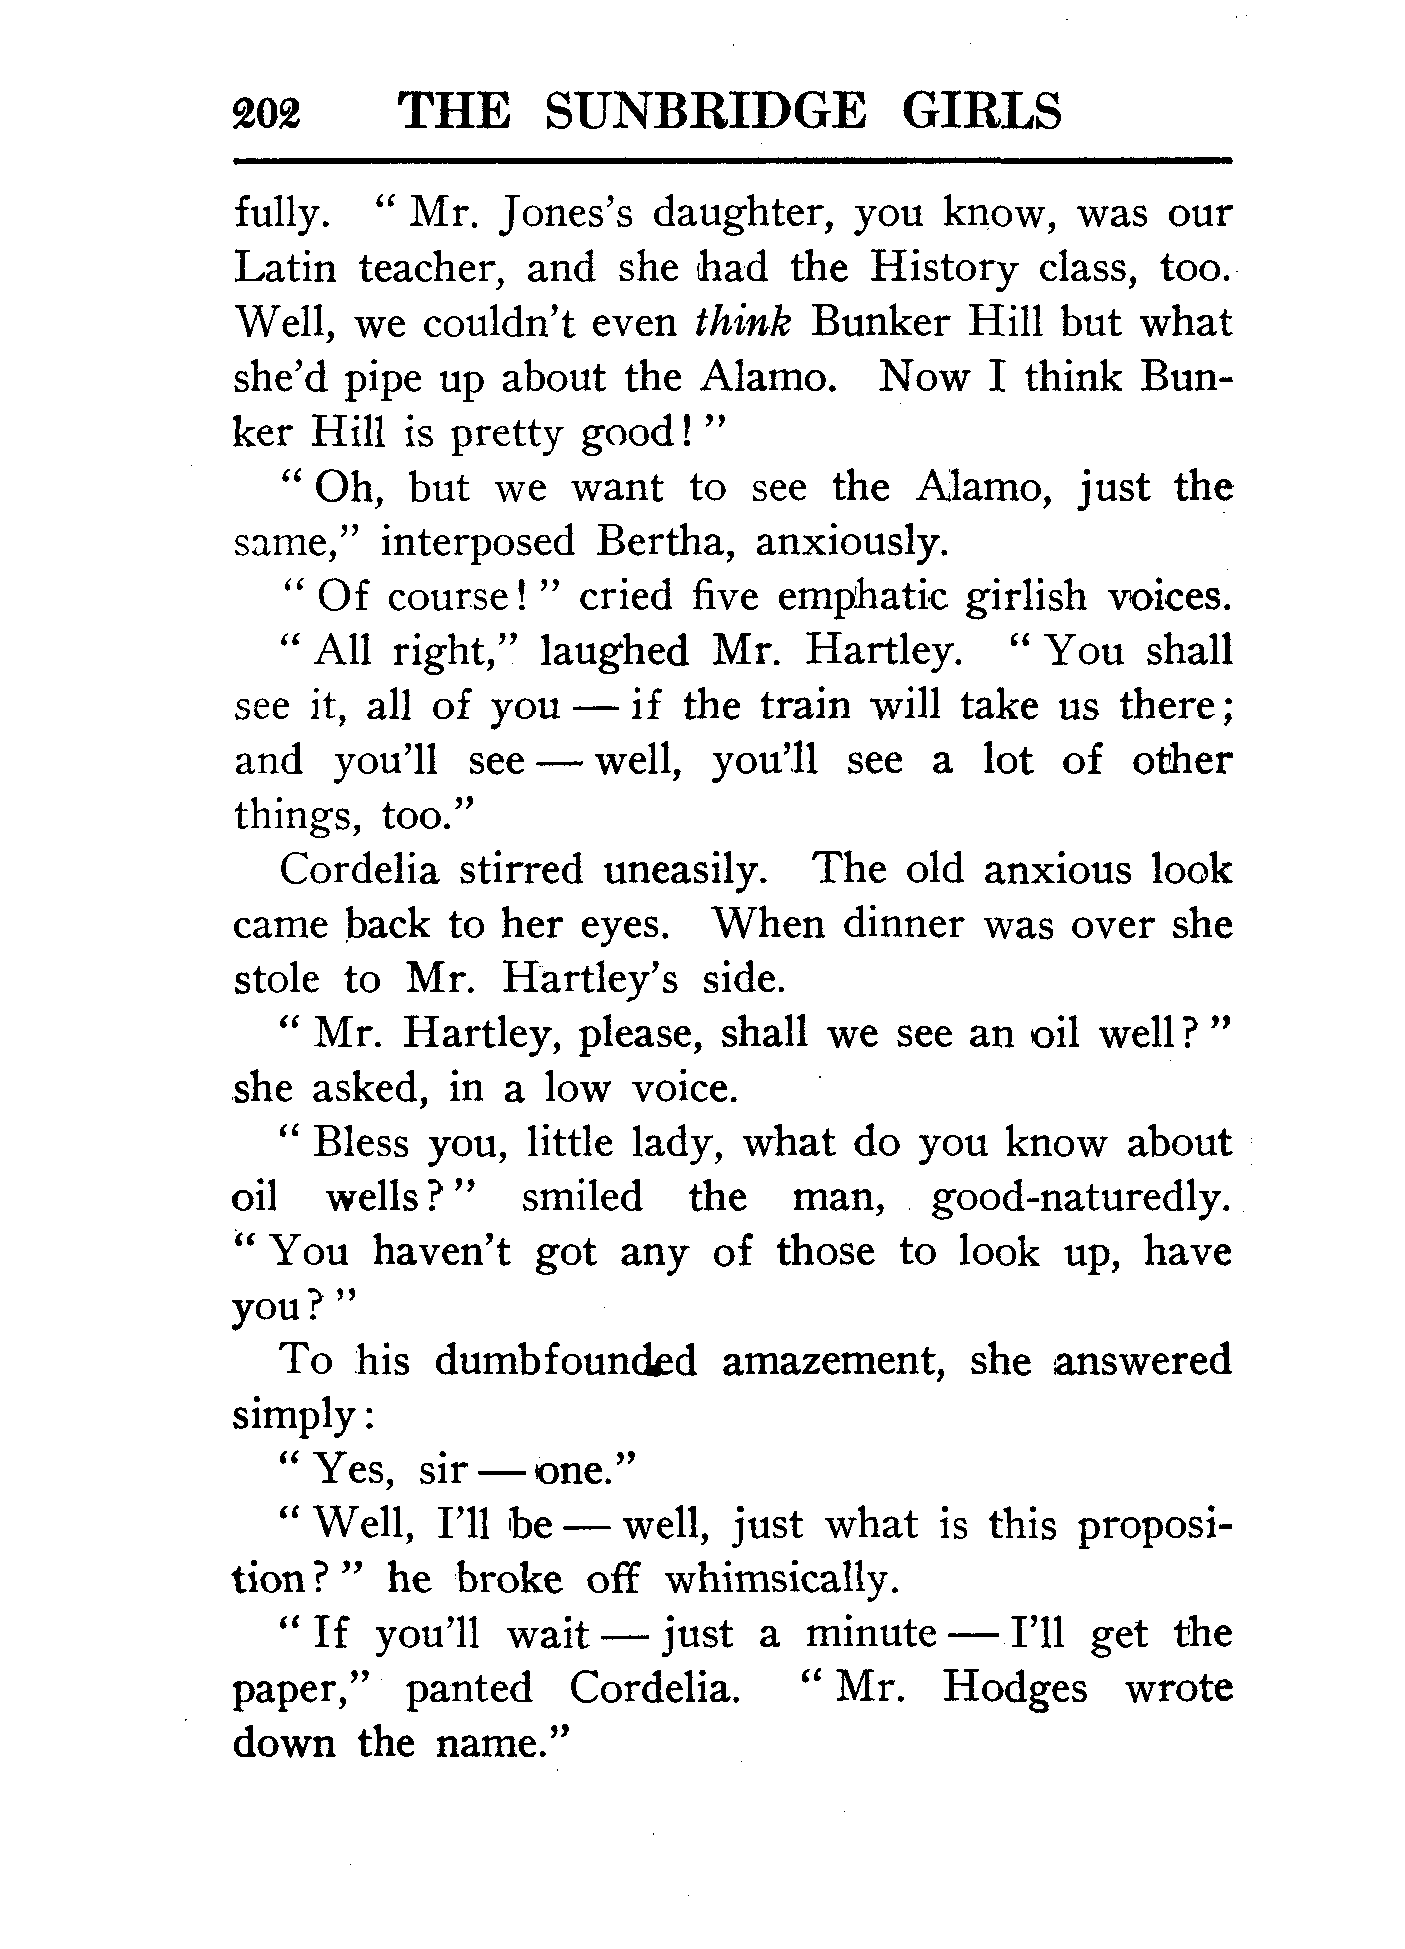 202 THE SUNBRIDGE GIRLS
fully. “ Mr. Jones’s daughter, you know, was our
Latin teacher, and she had the History class, too.
Well, we couldn’t even think Bunker Hill but what
she’d pipe up about the Alamo. Now I think Bun-
ker Hill is pretty good! ”
“ Oh, but we want to see the Alamo, just the
same,” interposed Bertha, anxiously.
“ Of course! ” cried five emphatic girlish voices.
“ All right,” laughed Mr. Hartley. “ You shall
see it, all of you — if the train will take us there;
and you’ll see — well, you’ll see a lot of other
things, too.”
Cordelia stirred uneasily. The old anxious look
came back to her eyes. When dinner was over she
stole to Mr. Hartley’s side.
“ Mr. Hartley, please, shall we see an oil well? ”
she asked, in a low voice.
“ Bless you, little lady, what do you know about
oil wells? ” smiled the man, good-naturedly.
“ You haven’t got any of those to look up, have
you? ”
To his dumbfounded amazement, she answered
simply:
“ Yes, sir — one.”
“ Well, I’ll be — well, just what is this proposi-
tion? ” he broke off whimsically.
“ If you’ll wait — just a minute — I’ll get the
paper,” panted Cordelia. “ Mr. Hodges wrote
down the name.”